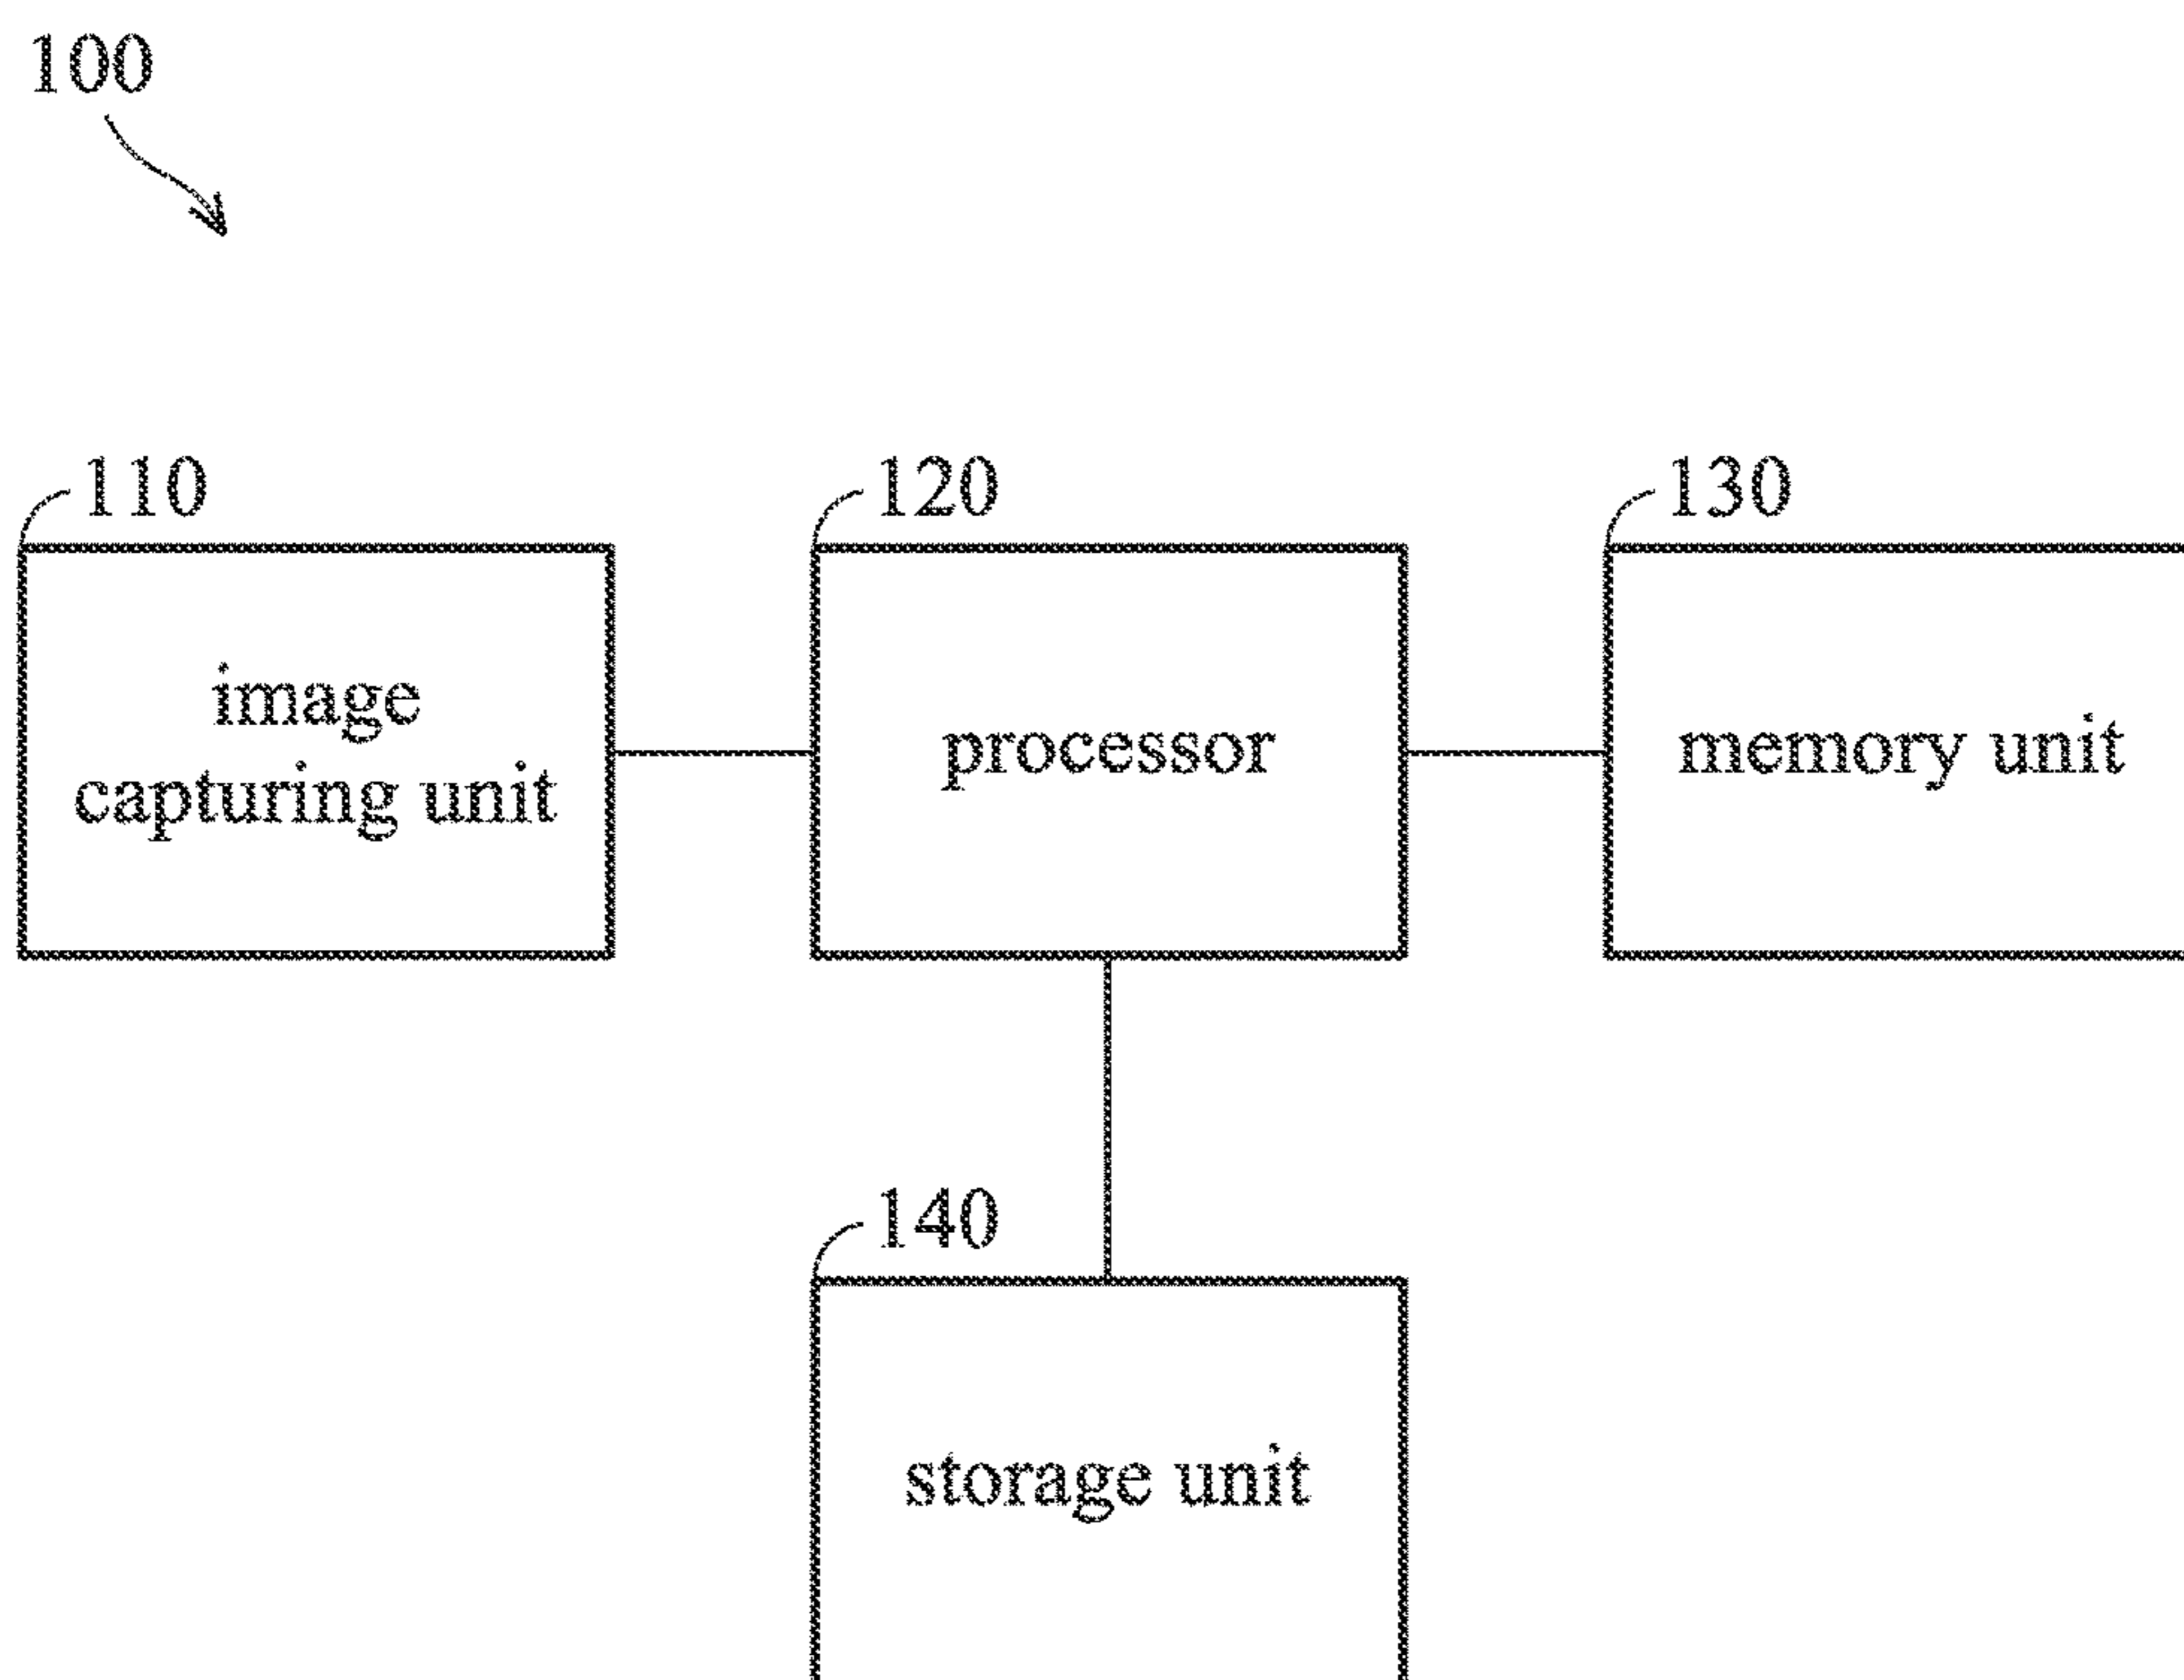 100
110
120
130
image
capturing unit
processor
memory unit
140
storage unit